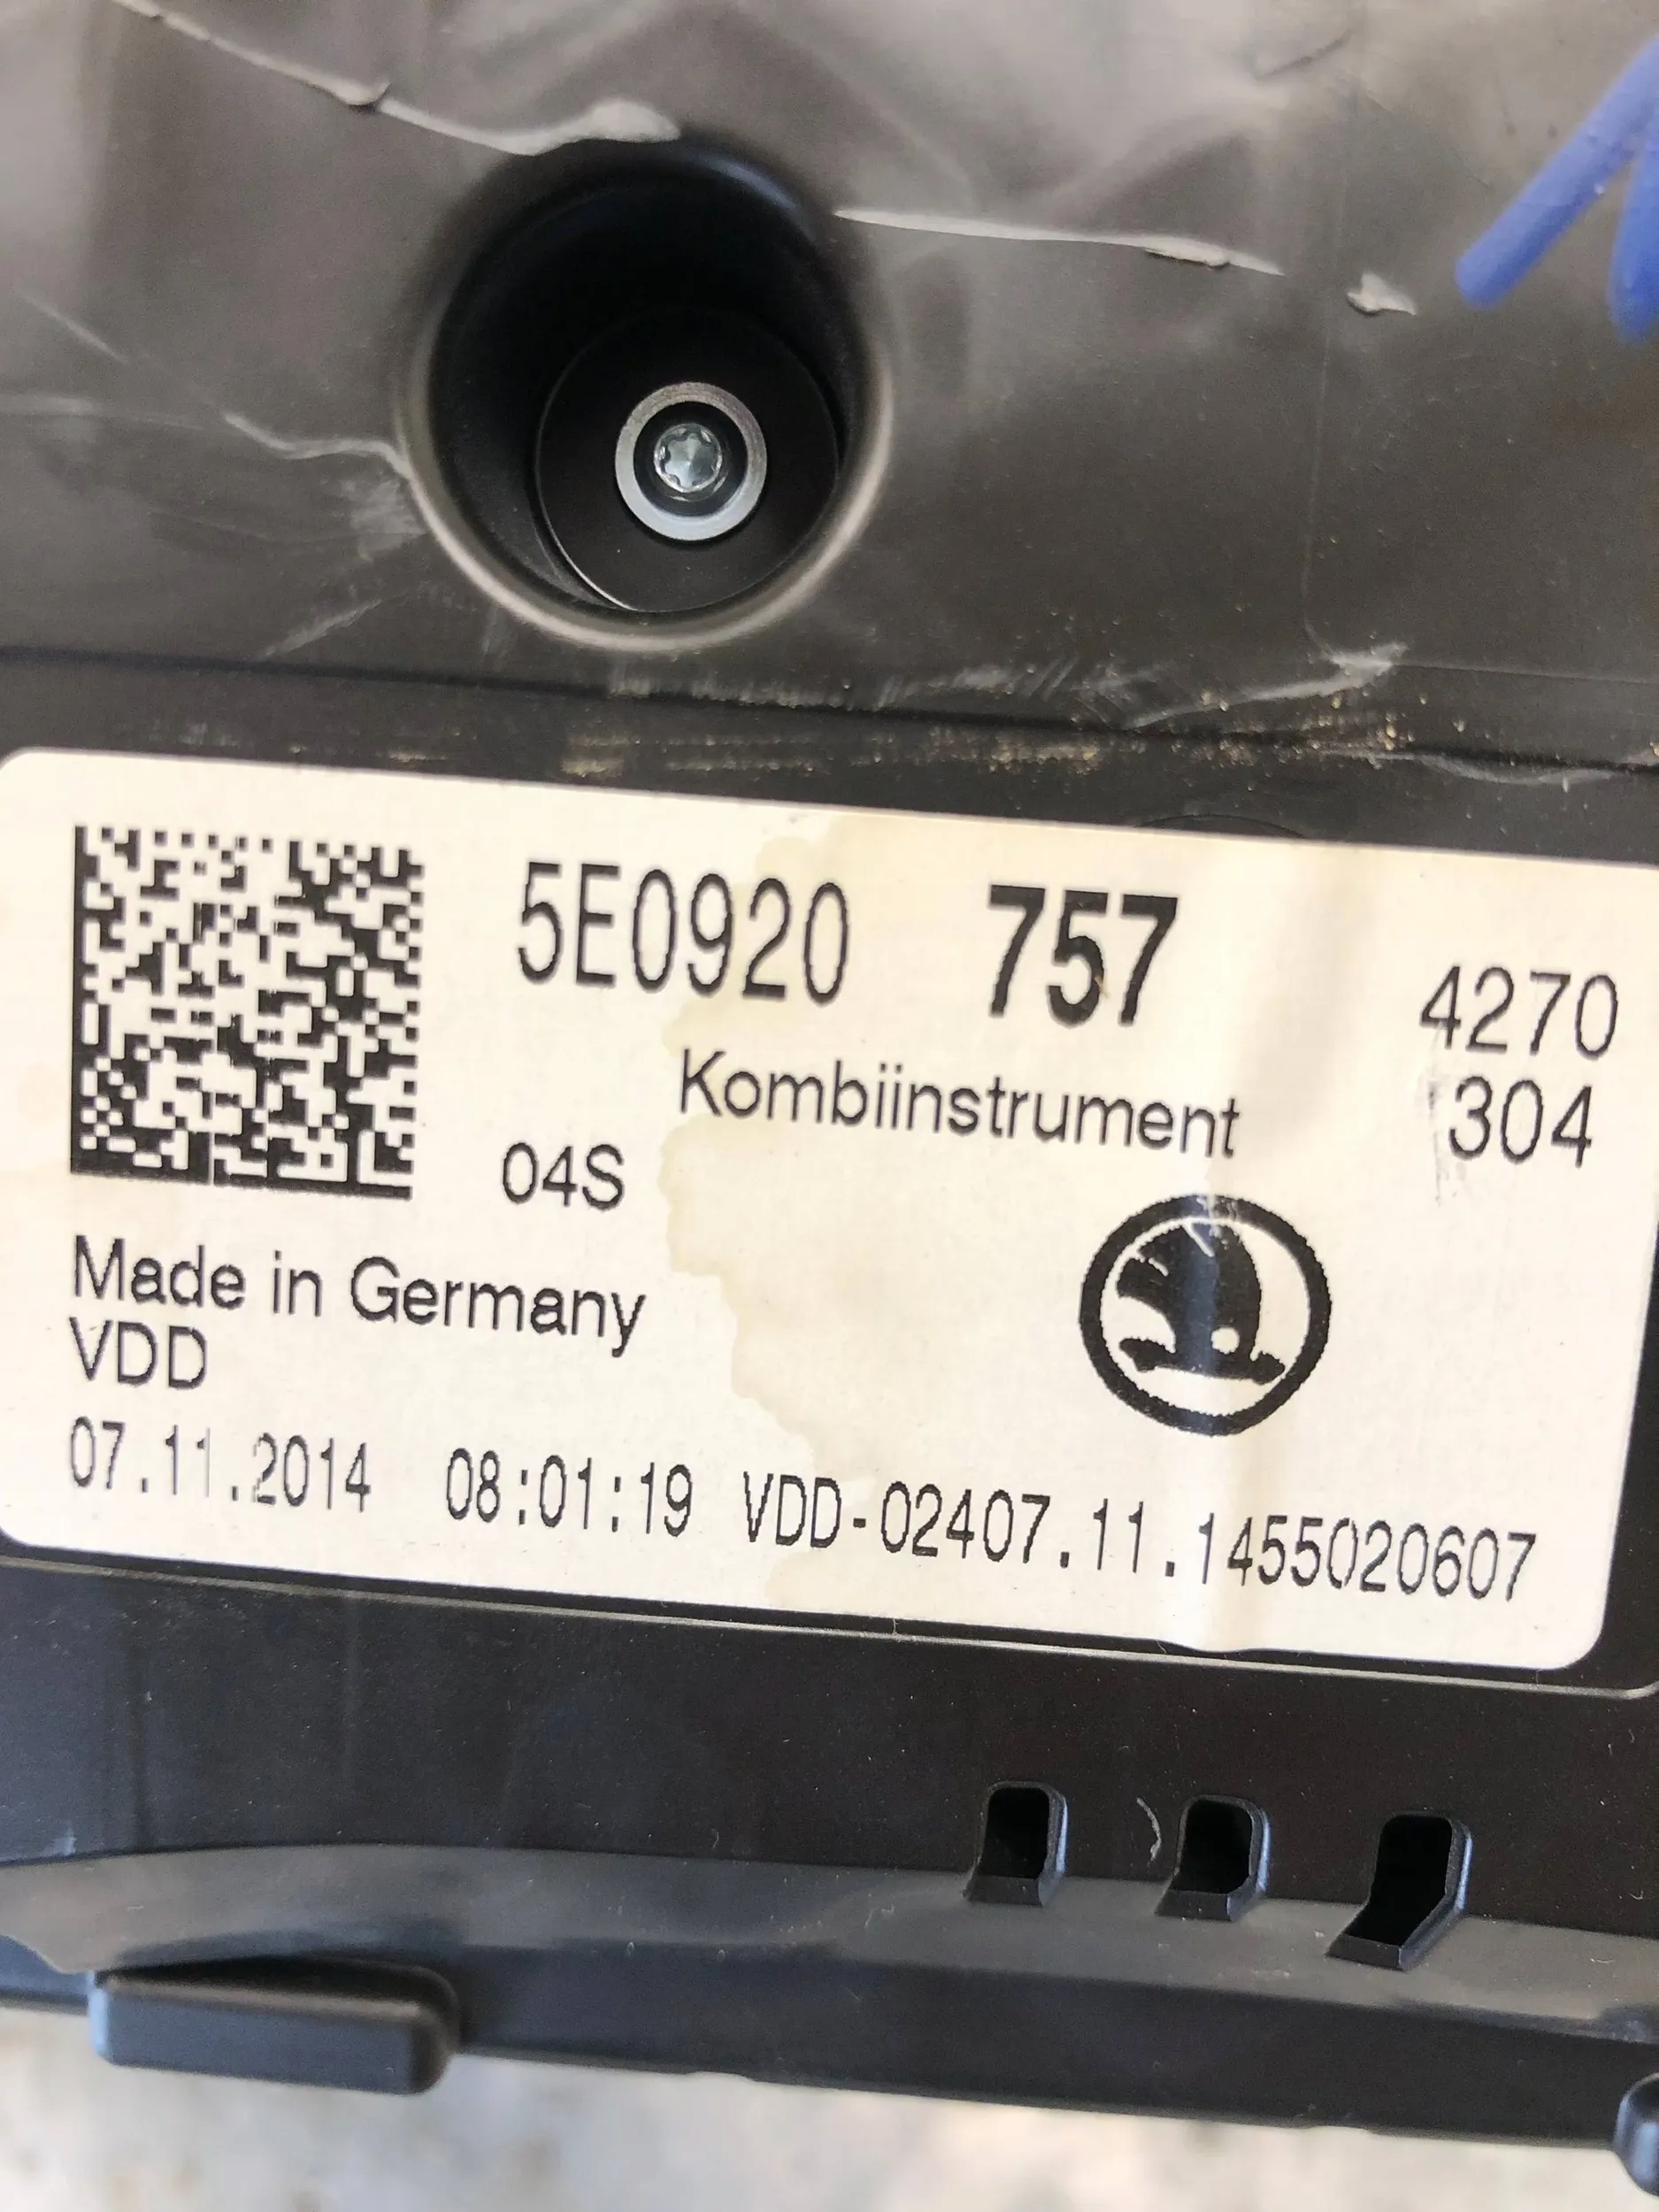 5E0920 757
4270
Kombiinstrument
304
04S
Made in Germany
VDD
07.11.2014 08:01:19 VDD-02407.11.1455020607